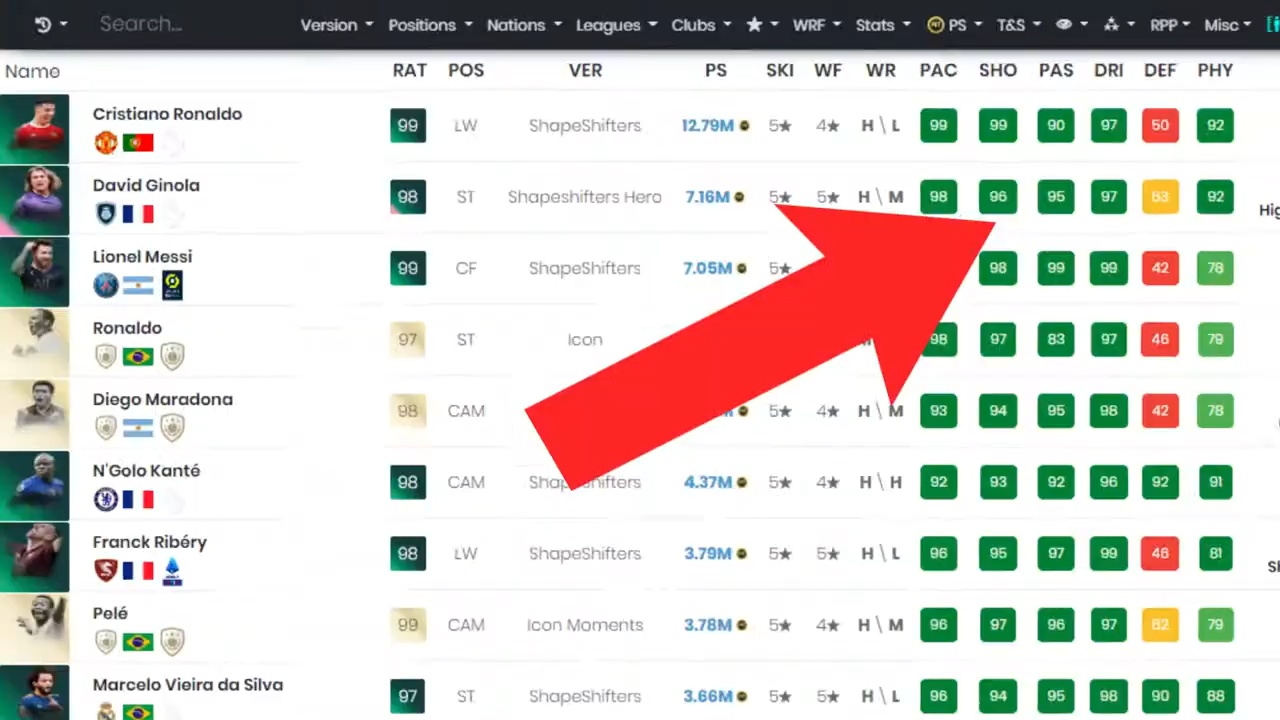 Search... Version Positions Nations Leagues Clubs WRF Stats PS T&S RPP Misc
Name RAT POS VER PS SKI WF WR PAC SHO PAS DRI DEF PHY
Cristiano Ronaldo 99 LW ShapeShifters 12.79M 5★ 4★ H \ L 99 99 90 97 50 92
David Ginola 98 ST Shapeshifters Hero 7.16M 5★ 5★ H \ M 98 96 95 97 63 92
Lionel Messi 99 CF ShapeShifters 7.05M 5★ 98 99 99 42 78
Ronaldo 97 ST Icon 98 97 83 97 46 79
Diego Maradona 98 CAM 5★ 4★ H \ M 93 94 95 98 42 78
N'Golo Kanté 98 CAM 4.37M 5★ 4★ H \ H 92 93 92 96 92 91
Franck Ribéry 98 LW ShapeShifters 3.79M 5★ 5★ H \ L 96 95 97 99 46 81
Pelé 99 CAM Icon Moments 3.78M 5★ 4★ H \ M 96 97 96 97 62 79
Marcelo Vieira da Silva 97 ST ShapeShifters 3.66M 5★ 5★ H \ L 96 94 95 98 90 88